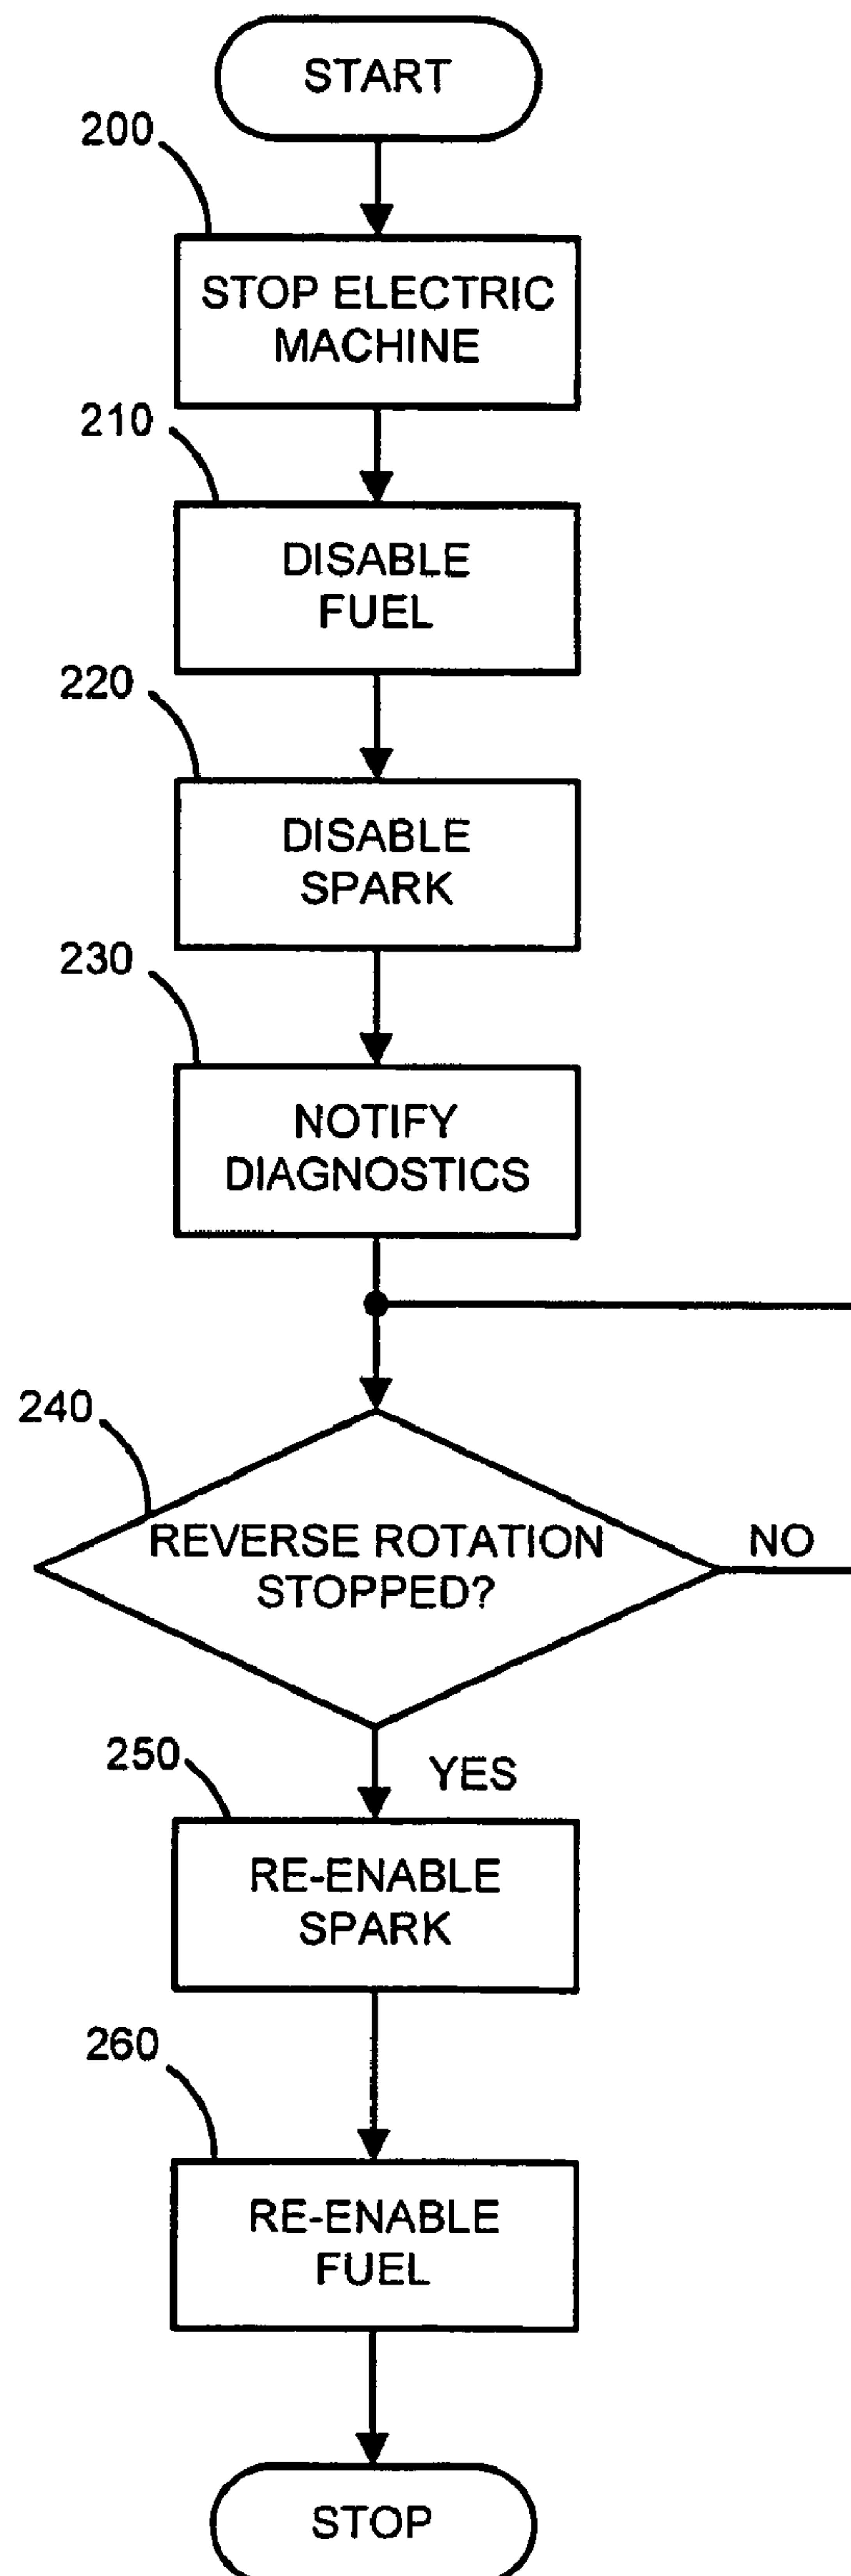 START
200
STOP ELECTRIC
MACHINE
210
DISABLE
FUEL
220
DISABLE
SPARK
230
NOTIFY
DIAGNOSTICS
240
REVERSE ROTATION
STOPPED?
NO
YES
250
RE-ENABLE
SPARK
260
RE-ENABLE
FUEL
STOP